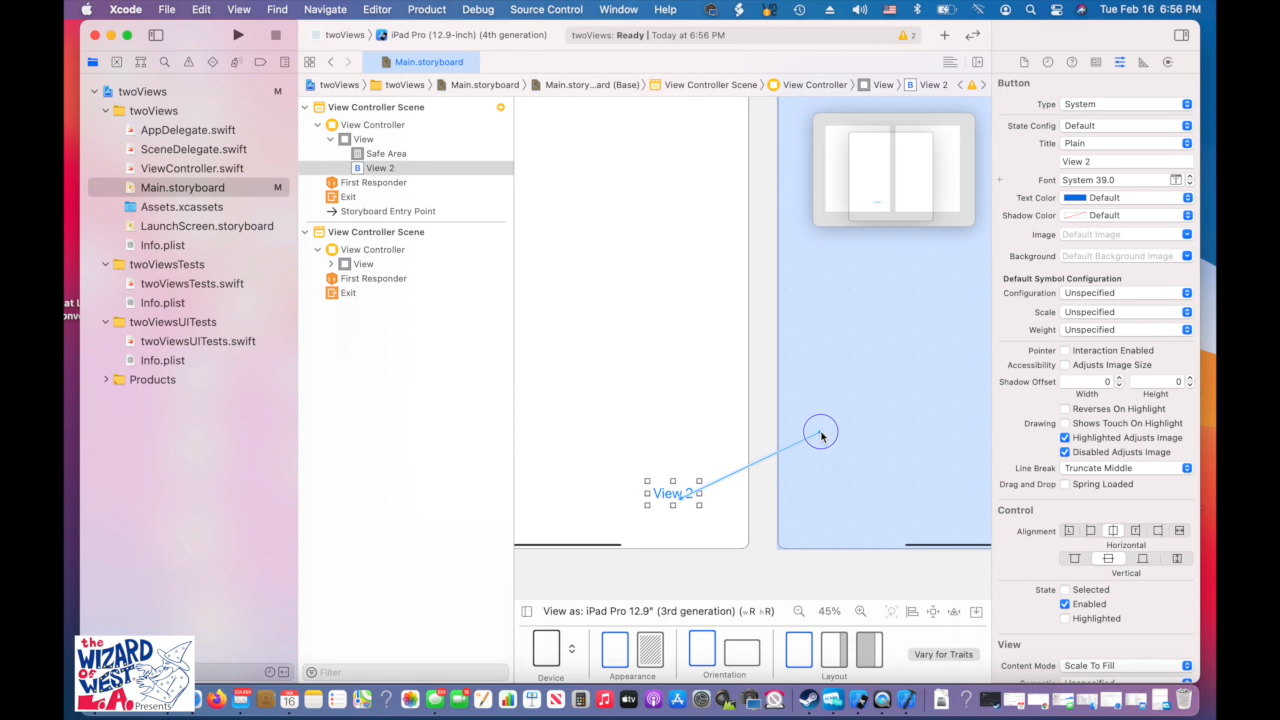 Xcode File Edit View Find Navigate Editor Product Debug Source Control Window Help Tue Feb 16 6:56 PM
twoViews iPad Pro (12.9-inch) (4th generation) twoViews: Ready | Today at 6:56 PM 2
Main.storyboard
twoViews twoViews Main.storyboard Main.story...ard (Base) View Controller Scene View Controller View B View 2
twoViews M
twoViews
AppDelegate.swift
SceneDelegate.swift
ViewController.swift
Main.storyboard M
Assets.xcassets
LaunchScreen.storyboard
Info.plist
twoViewsTests
twoViewsTests.swift
Info.plist
twoViewsUITests
twoViewsUITests.swift
Info.plist
Products
View Controller Scene
View Controller
View
Safe Area
B View 2
First Responder
Exit
Storyboard Entry Point
View Controller Scene
View Controller
View
First Responder
Exit
Filter
View 2
View as: iPad Pro 12.9" (3rd generation) (wR hR) 45%
Device
Appearance
Orientation
Layout
Vary for Traits
Button
Type System
State Config Default
Title Plain
View 2
Font System 39.0
Text Color Default
Shadow Color Default
Image Default Image
Background Default Background Image
Default Symbol Configuration
Configuration Unspecified
Scale Unspecified
Weight Unspecified
Pointer Interaction Enabled
Accessibility Adjusts Image Size
Shadow Offset 0 0
Width Height
Reverses On Highlight
Drawing Shows Touch On Highlight
Highlighted Adjusts Image
Disabled Adjusts Image
Line Break Truncate Middle
Drag and Drop Spring Loaded
Control
Alignment
Horizontal
Vertical
State Selected
Enabled
Highlighted
View
Content Mode Scale To Fill
at L
onv
the
WIZARD
of
WEST
L.A.
Presents
16
tv